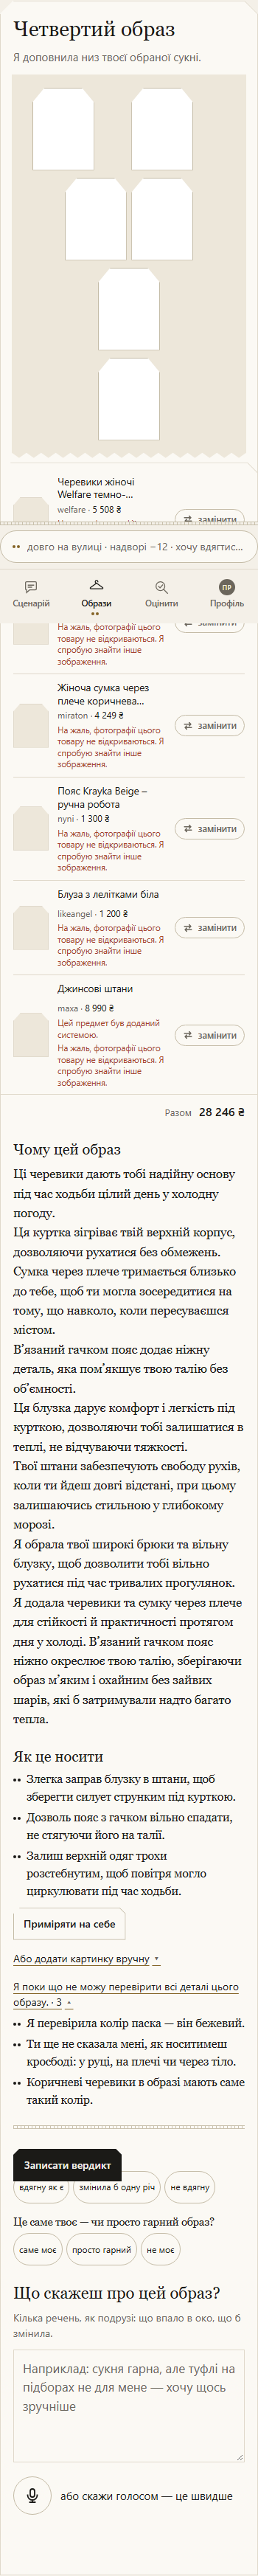 Четвертий образ
Я доповнила низ твоєї обраної сукні.
Черевики жіночі
Welfare темно-...
welfare · 5 508 ₴
замінити
довго на вулиці · надворі −12 · хочу вдягтис...
Сценарій
Образи
Оцінити
ПР
Профіль
На жаль, фотографії цього
товару не відкриваються. Я
спробую знайти інше
зображення.
замінити
Жіноча сумка через
плече коричнева...
miraton · 4 249 ₴
На жаль, фотографії цього
товару не відкриваються. Я
спробую знайти інше
зображення.
замінити
Пояс Krayka Beige –
ручна робота
nyni · 1 300 ₴
На жаль, фотографії цього
товару не відкриваються. Я
спробую знайти інше
зображення.
замінити
Блуза з лелітками біла
likeangel · 1 200 ₴
На жаль, фотографії цього
товару не відкриваються. Я
спробую знайти інше
зображення.
замінити
Джинсові штани
maxa · 8 990 ₴
Цей предмет був доданий
системою.
На жаль, фотографії цього
товару не відкриваються. Я
спробую знайти інше
зображення.
замінити
Разом 28 246 ₴
Чому цей образ
Ці черевики дають тобі надійну основу
під час ходьби цілий день у холодну
погоду.
Ця куртка зігріває твій верхній корпус,
дозволяючи рухатися без обмежень.
Сумка через плече тримається близько
до тебе, щоб ти могла зосередитися на
тому, що навколо, коли пересуваєшся
містом.
В’язаний гачком пояс додає ніжну
деталь, яка пом’якшує твою талію без
об’ємності.
Ця блузка дарує комфорт і легкість під
курткою, дозволяючи тобі залишатися в
теплі, не відчуваючи тяжкості.
Твої штани забезпечують свободу рухів,
коли ти йдеш довгі відстані, при цьому
залишаючись стильною у глибокому
морозі.
Я обрала твої широкі брюки та вільну
блузку, щоб дозволити тобі вільно
рухатися під час тривалих прогулянок.
Я додала черевики та сумку через плече
для стійкості й практичності протягом
дня у холоді. В’язаний гачком пояс
ніжно окреслює твою талію, зберігаючи
образ м’яким і охайним без зайвих
шарів, які б затримували надто багато
тепла.
Як це носити
Злегка заправ блузку в штани, щоб
зберегти силует струнким під курткою.
Дозволь пояс з гачком вільно спадати,
не стягуючи його на талії.
Залиш верхній одяг трохи
розстебнутим, щоб повітря могло
циркулювати під час ходьби.
Приміряти на себе
Або додати картинку вручну
Я поки що не можу перевірити всі деталі цього
образу. · 3
Я перевірила колір паска — він бежевий.
Ти ще не сказала мені, як носитимеш
кросбоді: у руці, на плечі чи через тіло.
Коричневі черевики в образі мають саме
такий колір.
Записати вердикт
вдягну як є
змінила б одну річ
не вдягну
Це саме твоє — чи просто гарний образ?
саме моє
просто гарний
не моє
Що скажеш про цей образ?
Кілька речень, як подрузі: що впало в око, що б
змінила.
Наприклад: сукня гарна, але туфлі на
підборах не для мене — хочу щось
зручніше
або скажи голосом — це швидше